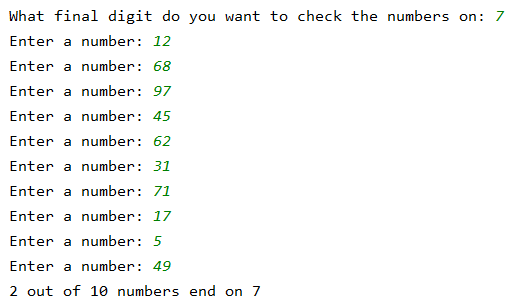 What final digit do you want to check the numbers on: 7
Enter a number: 12
Enter a number: 68
Enter a number: 97
Enter a number: 45
Enter a number: 62
Enter a number: 31
Enter a number: 71
Enter a number: 17
Enter a number: 5
Enter a number: 49
2 out of 10 numbers end on 7